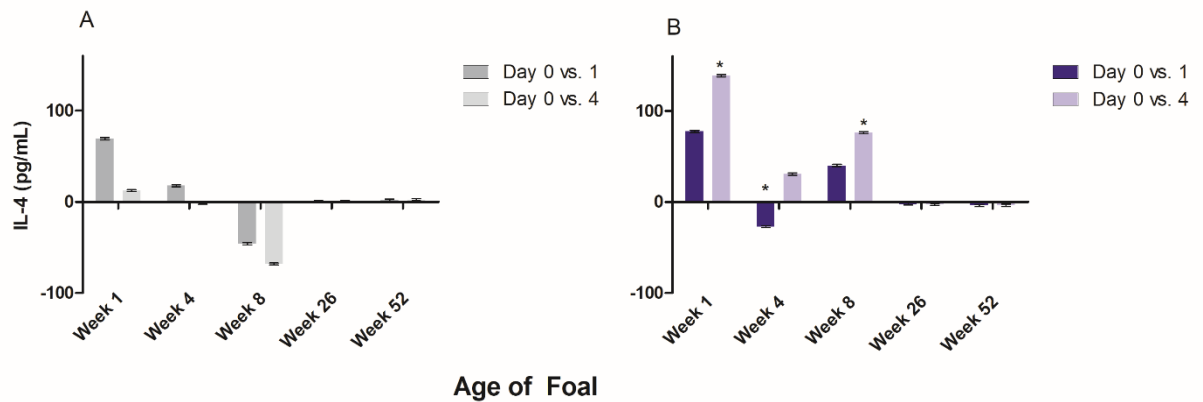 A
Day 0 vs. 1
Day 0 vs. 4
IL-4 (pg/mL)
100
0
-100
Week 1
Week 4
Week 8
Week 26
Week 52
B
Day 0 vs. 1
Day 0 vs. 4
*
*
*
100
0
-100
Week 1
Week 4
Week 8
Week 26
Week 52
Age of Foal